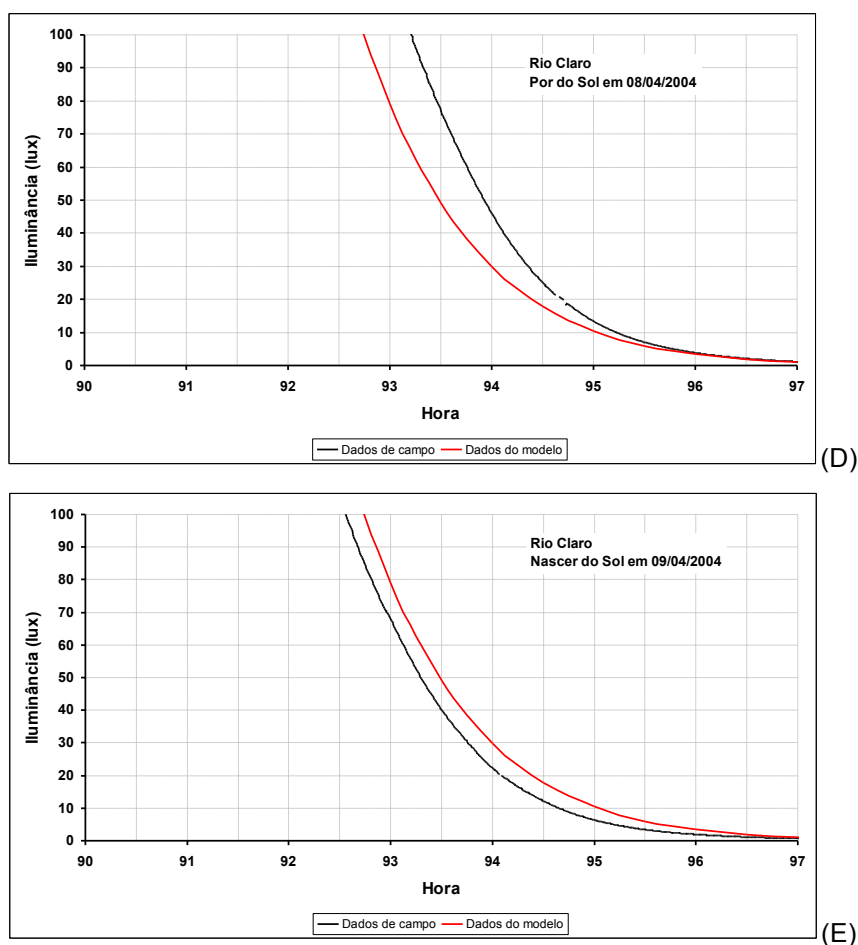 100
90
80
70
60
50
40
30
20
10
0
Iluminância (lux)
Rio Claro
Por do Sol em 08/04/2004
90 91 92 93 94 95 96 97
Hora
Dados de campo Dados do modelo
(D)
100
90
80
70
60
50
40
30
20
10
0
Iluminância (lux)
Rio Claro
Nascer do Sol em 09/04/2004
90 91 92 93 94 95 96 97
Hora
Dados de campo Dados do modelo
(E)